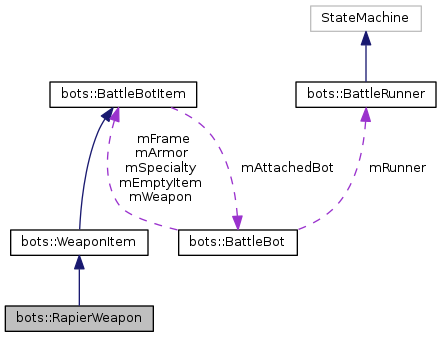 StateMachine
bots::BattleBotItem
bots::BattleRunner
mFrame
mArmor
mSpecialty
mEmptyItem
mWeapon
mAttachedBot
mRunner
bots::WeaponItem
bots::BattleBot
bots::RapierWeapon